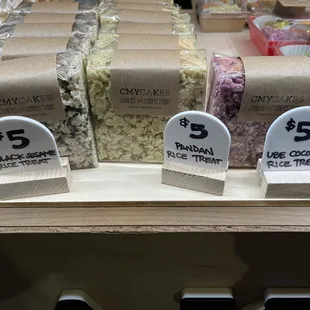 CMYCAKES
CMYCAKES
COOKIES AND CONFECTIONS
CMYCAKES
$5
BLACK SESAME
RICE TREAT
$5
PANDAN
RICE TREAT
$5
UBE COCO
RICE TREAT